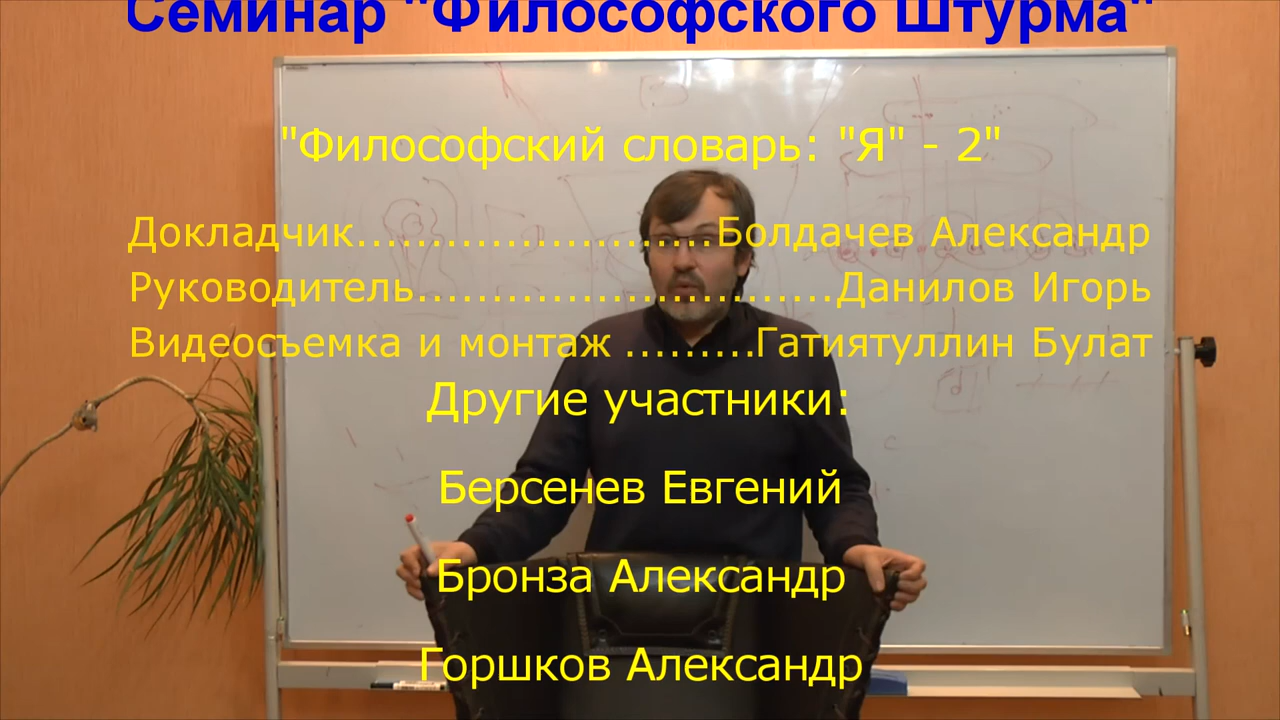 Семинар "Философского Штурма"
"Философский словарь: "Я" - 2"
Докладчик........................Болдачев Александр
Руководитель............................Данилов Игорь
Видеосъемка и монтаж .........Гатиятуллин Булат
Другие участники:
Берсенев Евгений
Бронза Александр
Горшков Александр